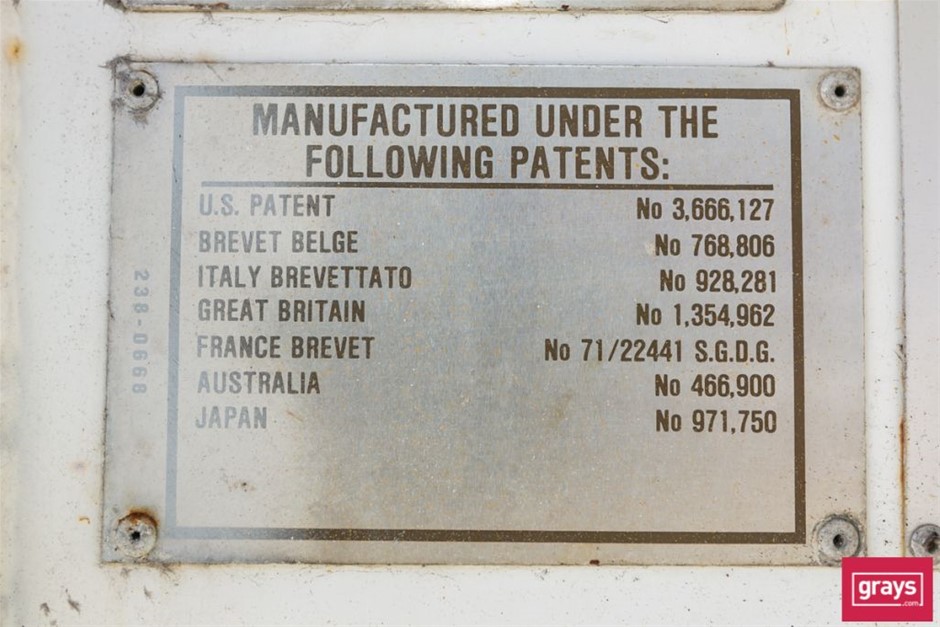 MANUFACTURED UNDER THE
FOLLOWING PATENTS:
U.S. PATENT No 3,666,127
BREVET BELGE No 768,806
ITALY BREVETTATO No 928,281
GREAT BRITAIN No 1,354,962
FRANCE BREVET No 71/22441 S.G.D.G.
AUSTRALIA No 466,900
JAPAN No 971,750
238-0668
grays
.com